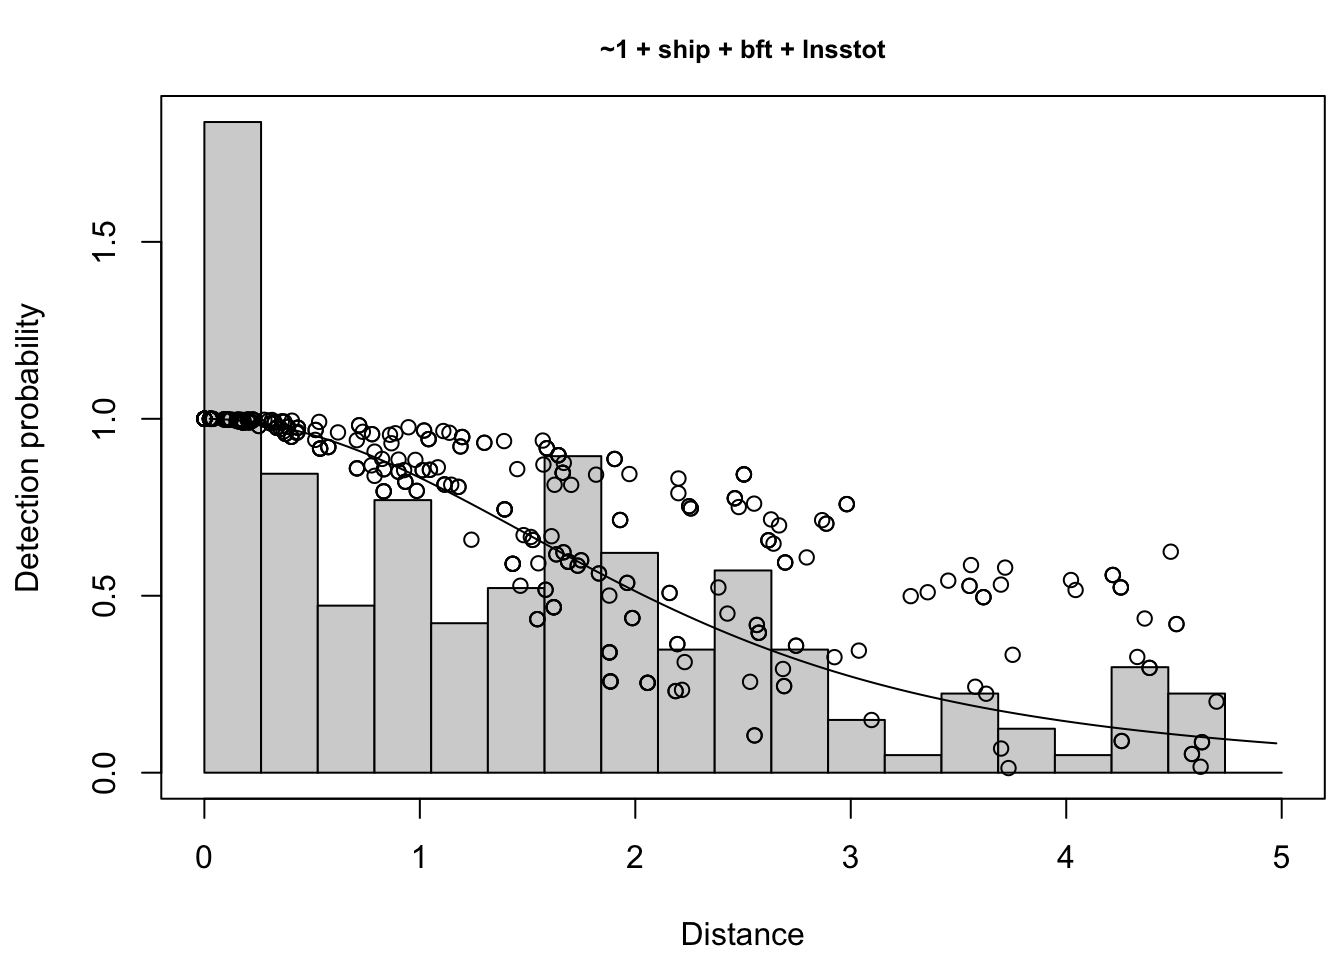 ~1 + ship + bft + lnsstot
Detection probability
1.5
1.0
0.5
0.0
0 1 2 3 4 5
Distance